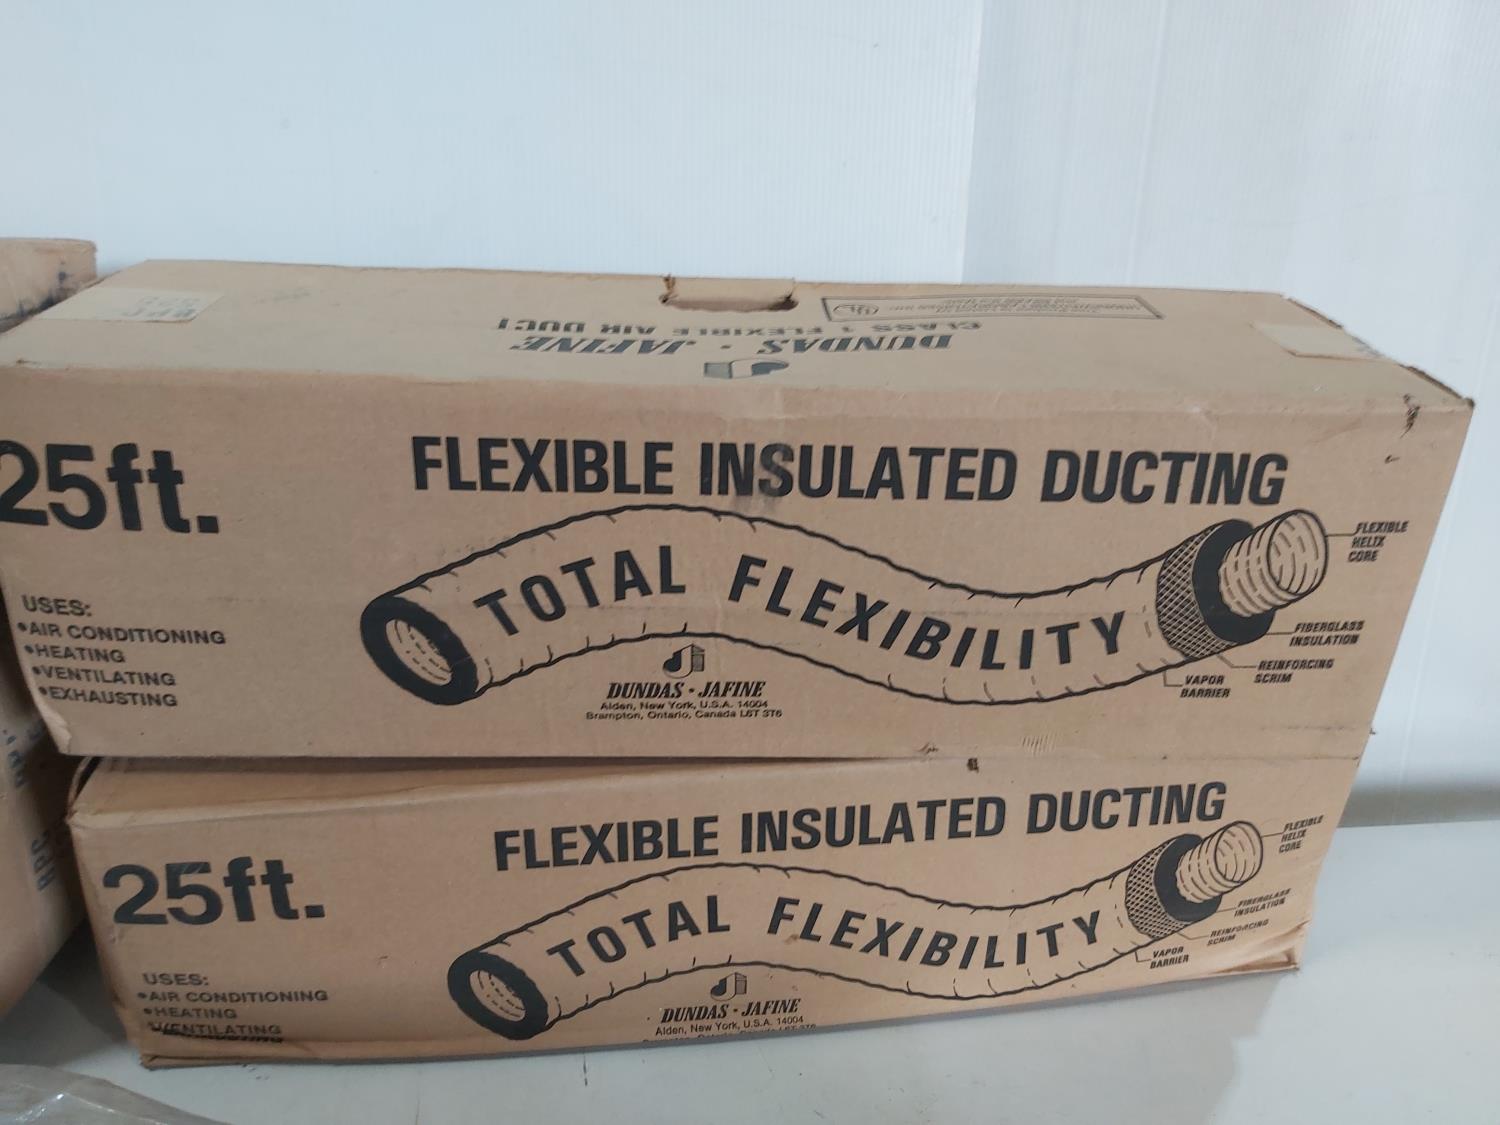 DUNDAS · JAFINE
CLASS 1 FLEXIBLE AIR DUCT
25ft.
FLEXIBLE INSULATED DUCTING
TOTAL FLEXIBILITY
FLEXIBLE
HELIX
CORE
FIBERGLASS
INSULATION
REINFORCING
SCRIM
VAPOR
BARRIER
USES:
•AIR CONDITIONING
•HEATING
•VENTILATING
•EXHAUSTING
DUNDAS · JAFINE
Alden, New York, U.S.A. 14004
Brampton, Ontario, Canada L6T 3T6
25ft.
FLEXIBLE INSULATED DUCTING
TOTAL FLEXIBILITY
FLEXIBLE
HELIX
CORE
FIBERGLASS
INSULATION
REINFORCING
SCRIM
VAPOR
BARRIER
USES:
•AIR CONDITIONING
•HEATING
•VENTILATING
DUNDAS · JAFINE
Alden, New York, U.S.A. 14004